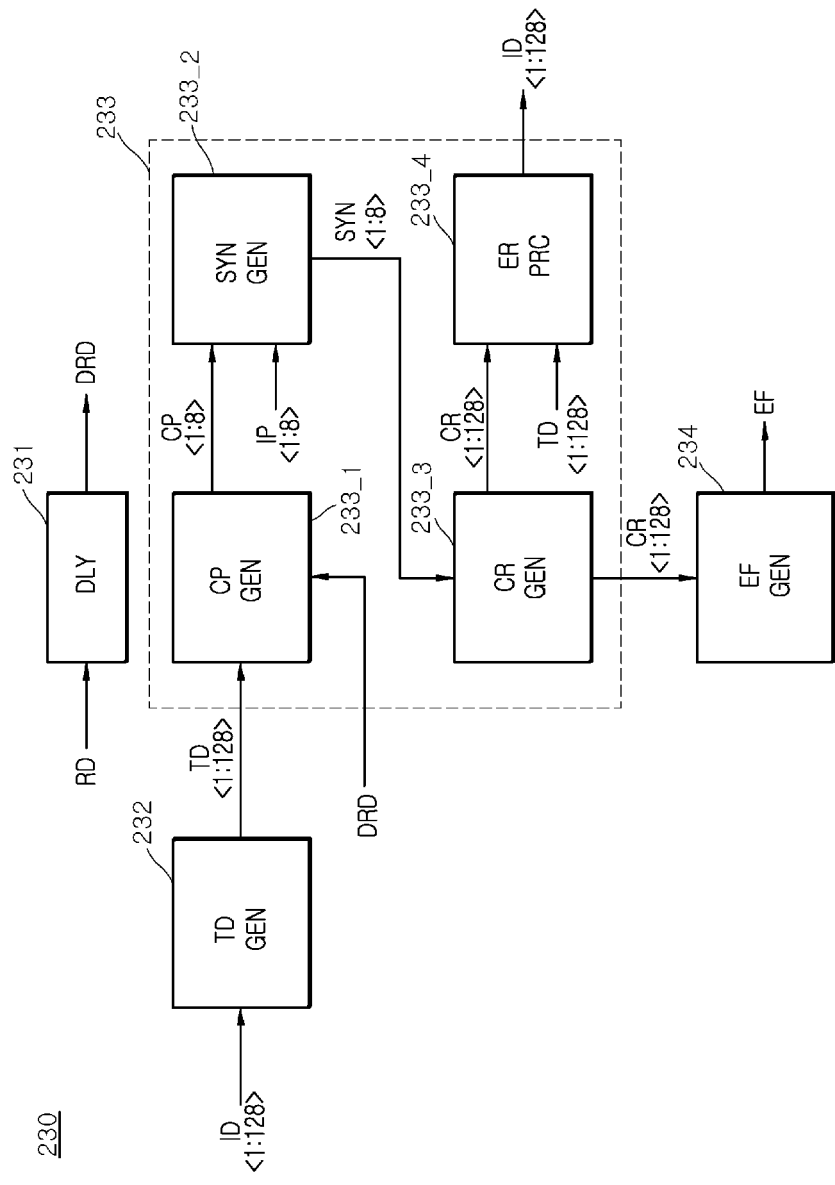 230
231
RD
DLY
DRD
233
232
ID
<1:128>
TD
GEN
TD
<1:128>
DRD
CP
GEN
233_1
CP
<1:8>
IP
<1:8>
SYN
GEN
233_2
SYN
<1:8>
233_3
CR
GEN
CR
<1:128>
TD
<1:128>
233_4
ER
PRC
ID
<1:128>
CR
<1:128>
234
EF
GEN
EF